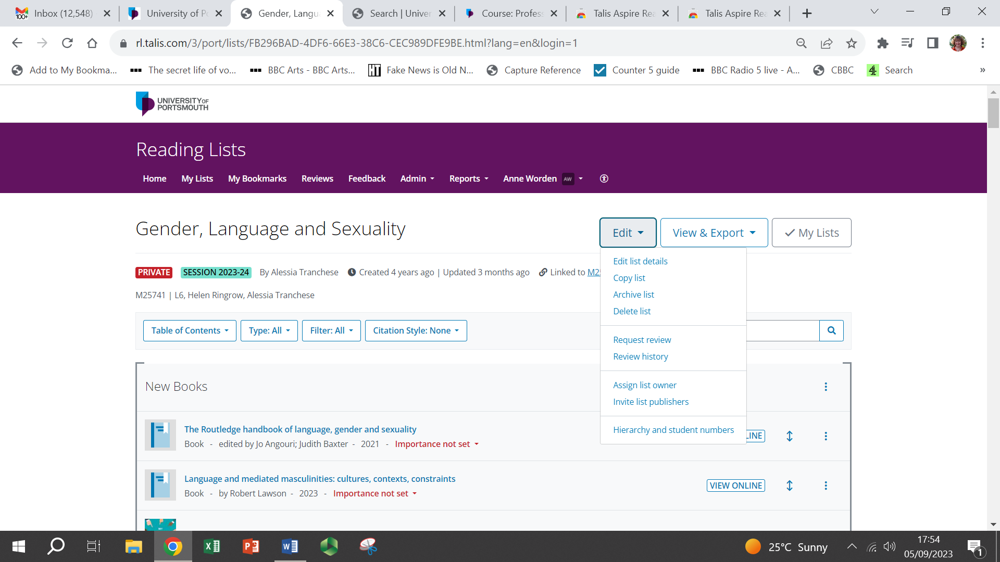 Inbox (12,548)
University of Po
Gender, Langu
Search | Univer
Course: Profess
Talis Aspire Rea
Talis Aspire Rea
rl.talis.com/3/port/lists/FB296BAD-4DF6-66E3-38C6-CEC989DFE9BE.html?lang=en&login=1
Add to My Bookma...
The secret life of vo...
BBC Arts - BBC Arts...
Fake News is Old N...
Capture Reference
Counter 5 guide
BBC Radio 5 live - A...
CBBC
Search
»
UNIVERSITY OF
PORTSMOUTH
Reading Lists
Home My Lists My Bookmarks Reviews Feedback Admin Reports Anne Worden AW
Gender, Language and Sexuality
Edit View & Export My Lists
PRIVATE SESSION 2023-24 By Alessia Tranchese Created 4 years ago | Updated 3 months ago Linked to M25
M25741 | L6, Helen Ringrow, Alessia Tranchese
Edit list details
Copy list
Archive list
Delete list
Request review
Review history
Assign list owner
Invite list publishers
Hierarchy and student numbers
Table of Contents Type: All Filter: All Citation Style: None
New Books
The Routledge handbook of language, gender and sexuality
Book - edited by Jo Angouri; Judith Baxter - 2021 - Importance not set
LINE
Language and mediated masculinities: cultures, contexts, constraints
Book - by Robert Lawson - 2023 - Importance not set
VIEW ONLINE
25°C Sunny
17:54
05/09/2023
1